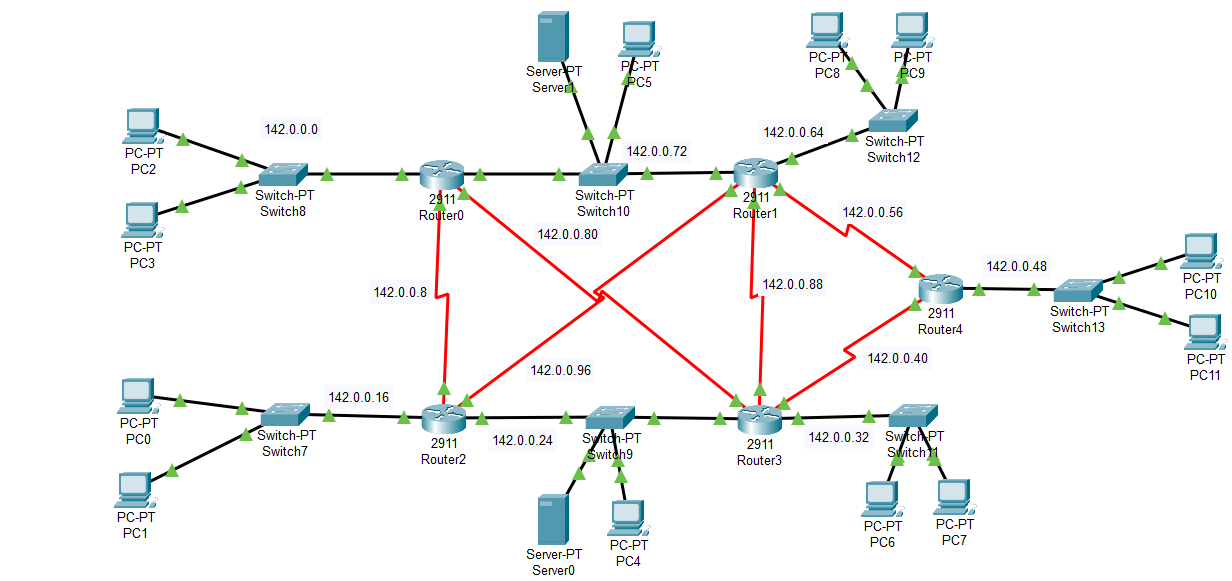 Server-PT
Server1
PC-PT
PC5
PC-PT
PC8
PC-PT
PC9
142.0.0.0
PC-PT
PC2
142.0.0.72
142.0.0.64
Switch-PT
Switch12
Switch-PT
Switch8
2911
Router0
Switch-PT
Switch10
2911
Router1
PC-PT
PC3
142.0.0.80
142.0.0.56
142.0.0.48
PC-PT
PC10
142.0.0.8
142.0.0.88
2911
Router4
Switch-PT
Switch13
142.0.0.96
142.0.0.40
PC-PT
PC11
142.0.0.16
PC-PT
PC0
Switch-PT
Switch7
2911
Router2
142.0.0.24
Switch-PT
Switch9
2911
Router3
142.0.0.32
Switch-PT
Switch11
PC-PT
PC1
Server-PT
Server0
PC-PT
PC4
PC-PT
PC6
PC-PT
PC7